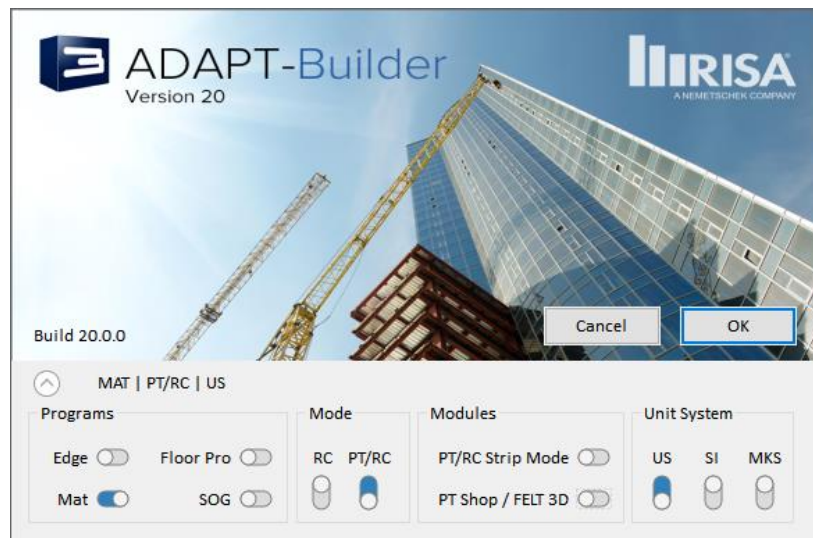 ADAPT-Builder
Version 20
RISA
A NEMETSCHEK COMPANY
Build 20.0.0
Cancel
OK
MAT | PT/RC | US
Programs
Mode
Modules
Unit System
Edge
Floor Pro
RC
PT/RC
PT/RC Strip Mode
US
SI
MKS
Mat
SOG
PT Shop / FELT 3D